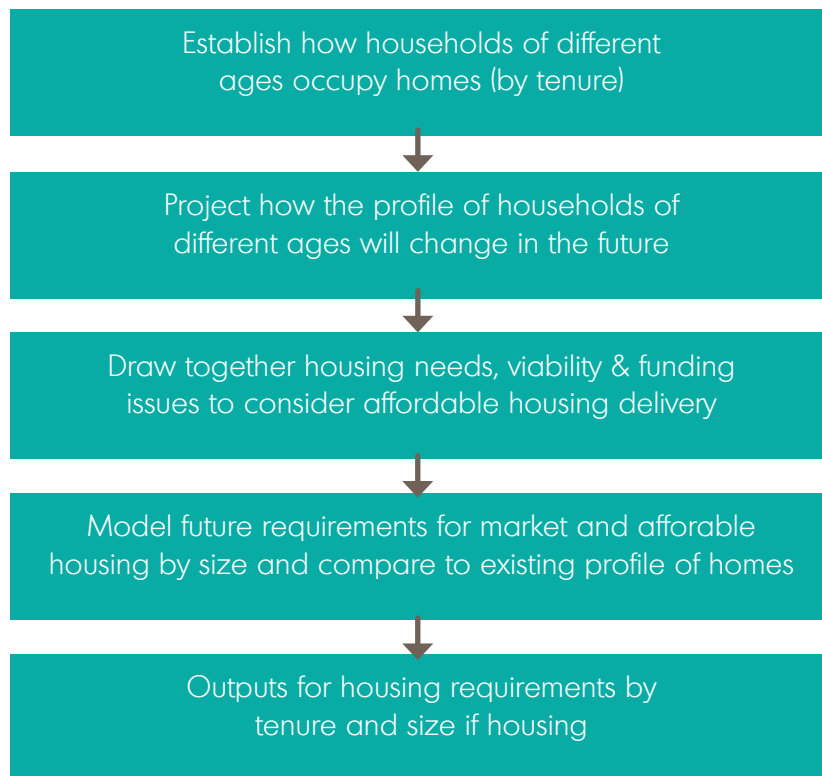 Establish how households of different
ages occupy homes (by tenure)
Project how the profile of households of
different ages will change in the future
Draw together housing needs, viability & funding
issues to consider affordable housing delivery
Model future requirements for market and afforable
housing by size and compare to existing profile of homes
Outputs for housing requirements by
tenure and size if housing